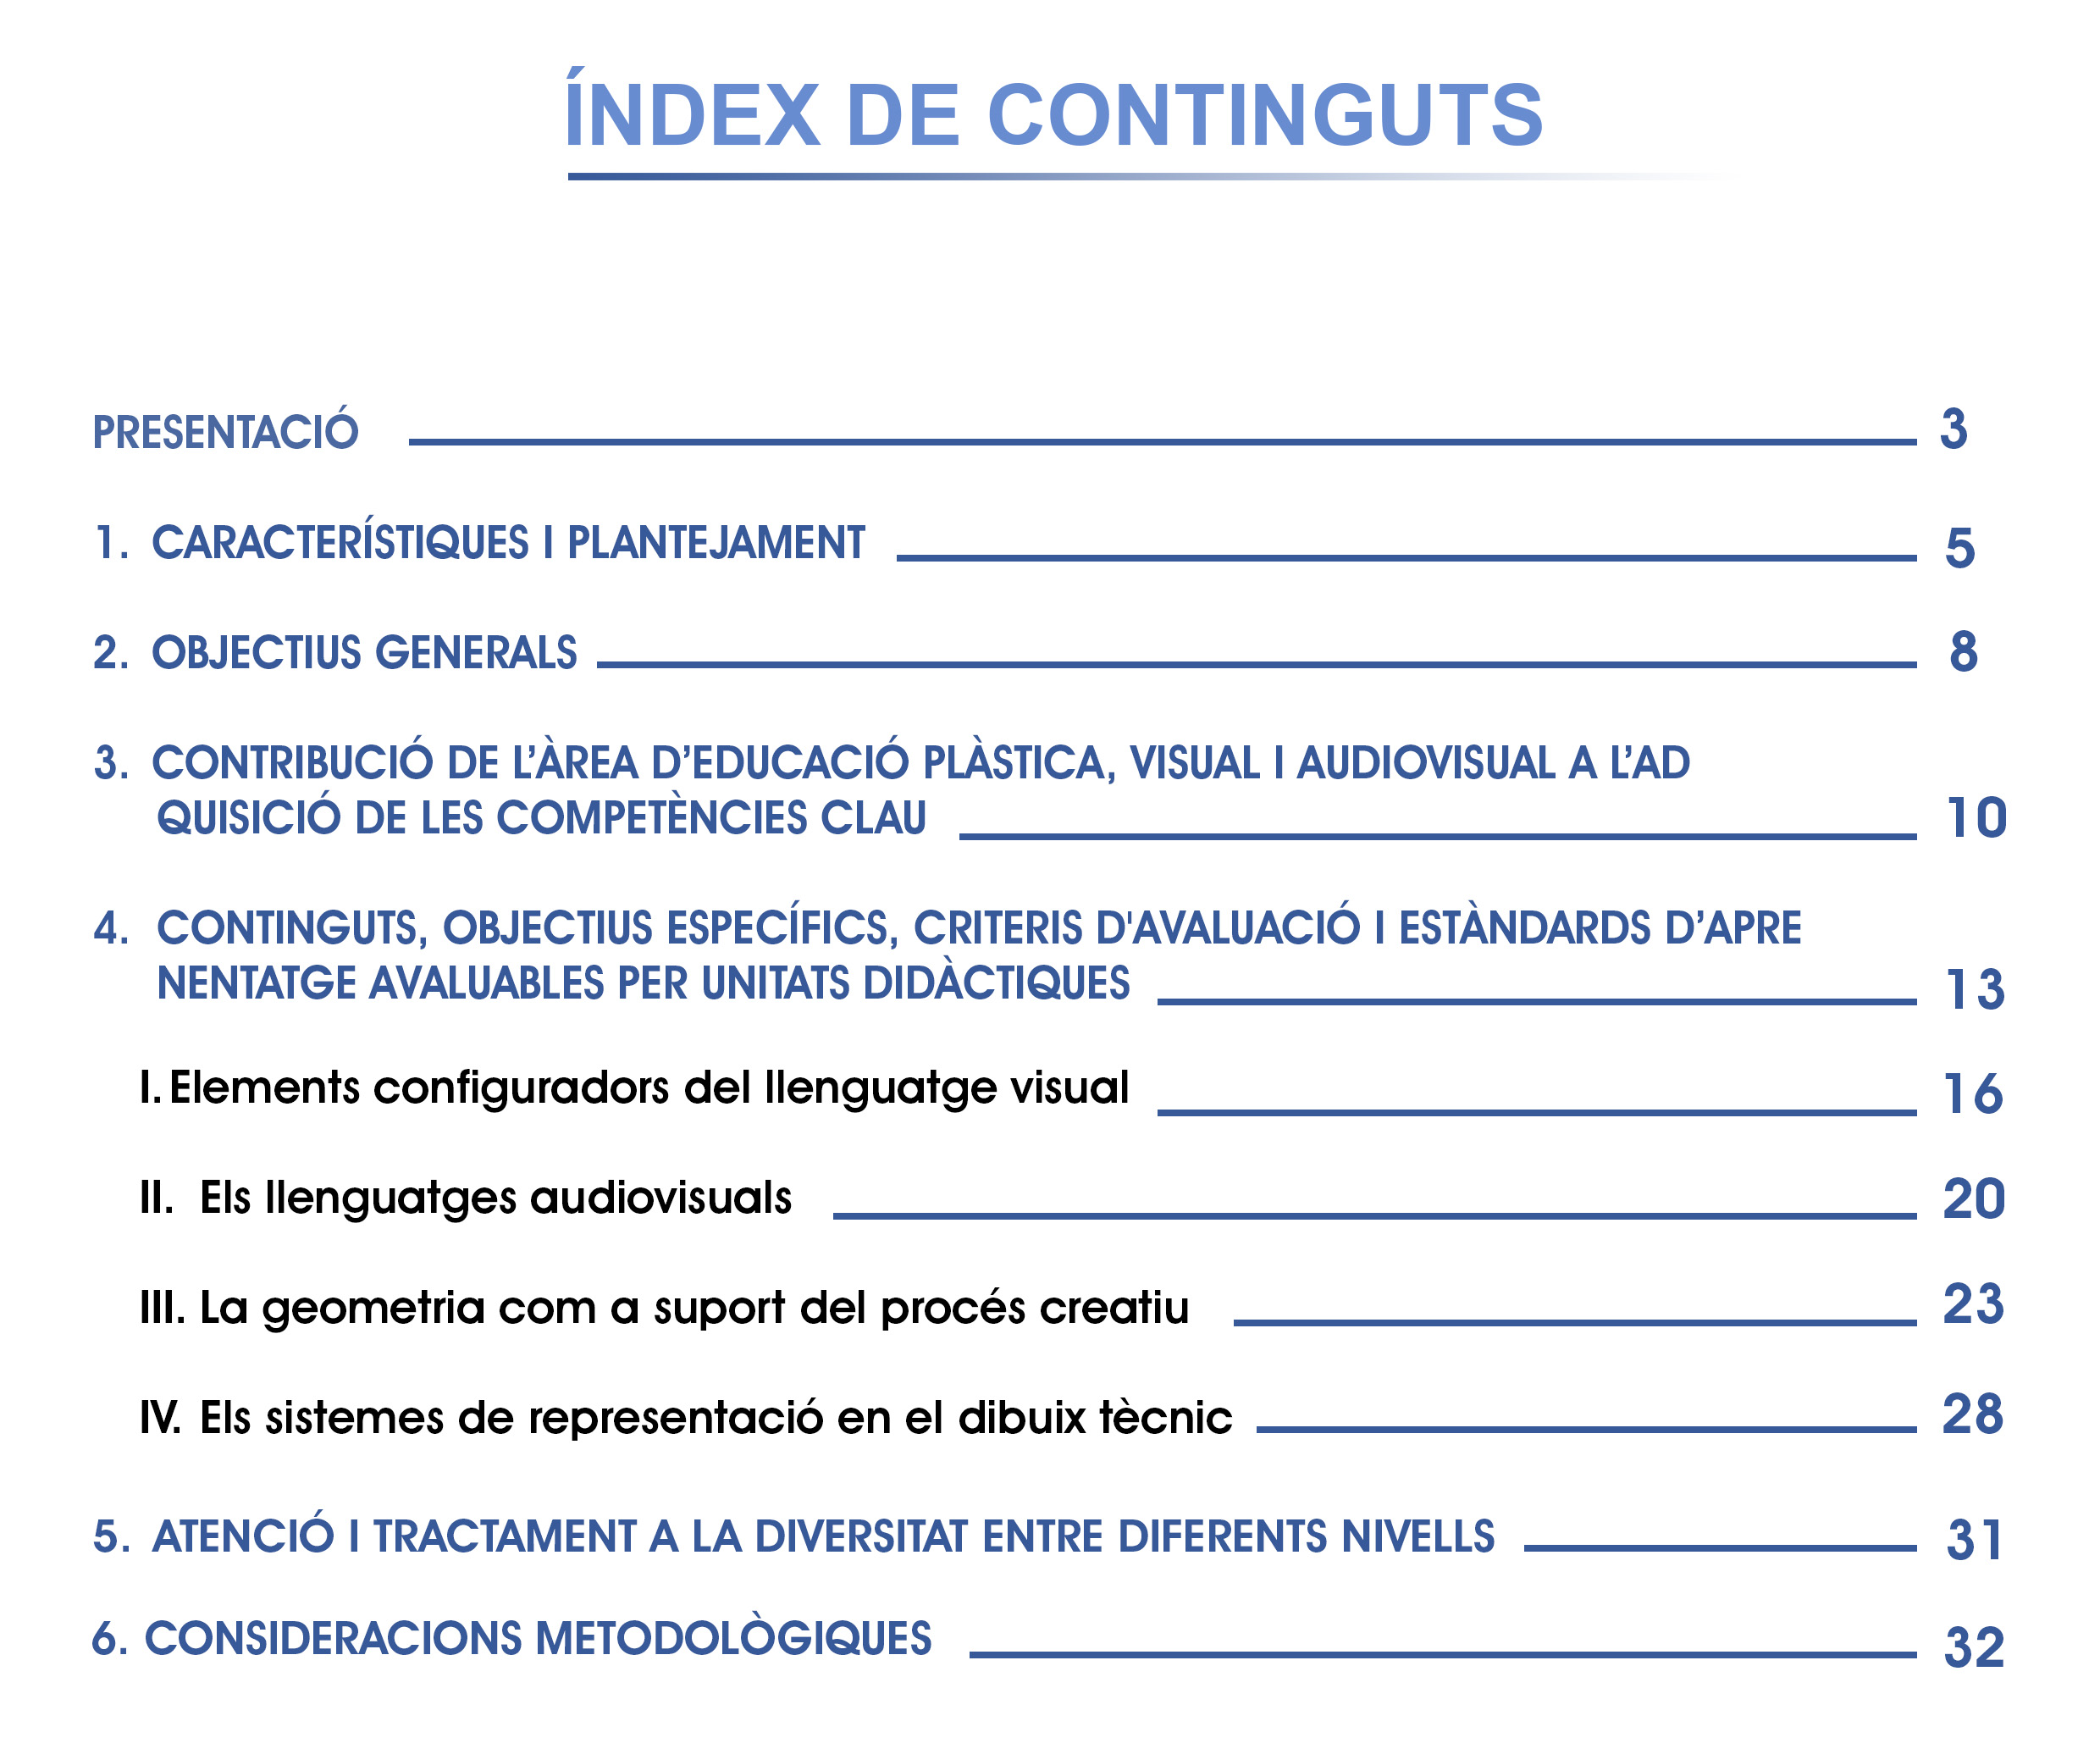 ÍNDEX DE CONTINGUTS
PRESENTACIÓ 3
1. CARACTERÍSTIQUES I PLANTEJAMENT 5
2. OBJECTIUS GENERALS 8
3. CONTRIBUCIÓ DE L’ÀREA D’EDUCACIÓ PLÀSTICA, VISUAL I AUDIOVISUAL A L’AD
QUISICIÓ DE LES COMPETÈNCIES CLAU 10
4. CONTINGUTS, OBJECTIUS ESPECÍFICS, CRITERIS D'AVALUACIÓ I ESTÀNDARDS D’APRE
NENTATGE AVALUABLES PER UNITATS DIDÀCTIQUES 13
I. Elements configuradors del llenguatge visual 16
II. Els llenguatges audiovisuals 20
III. La geometria com a suport del procés creatiu 23
IV. Els sistemes de representació en el dibuix tècnic 28
5. ATENCIÓ I TRACTAMENT A LA DIVERSITAT ENTRE DIFERENTS NIVELLS 31
6. CONSIDERACIONS METODOLÒGIQUES 32